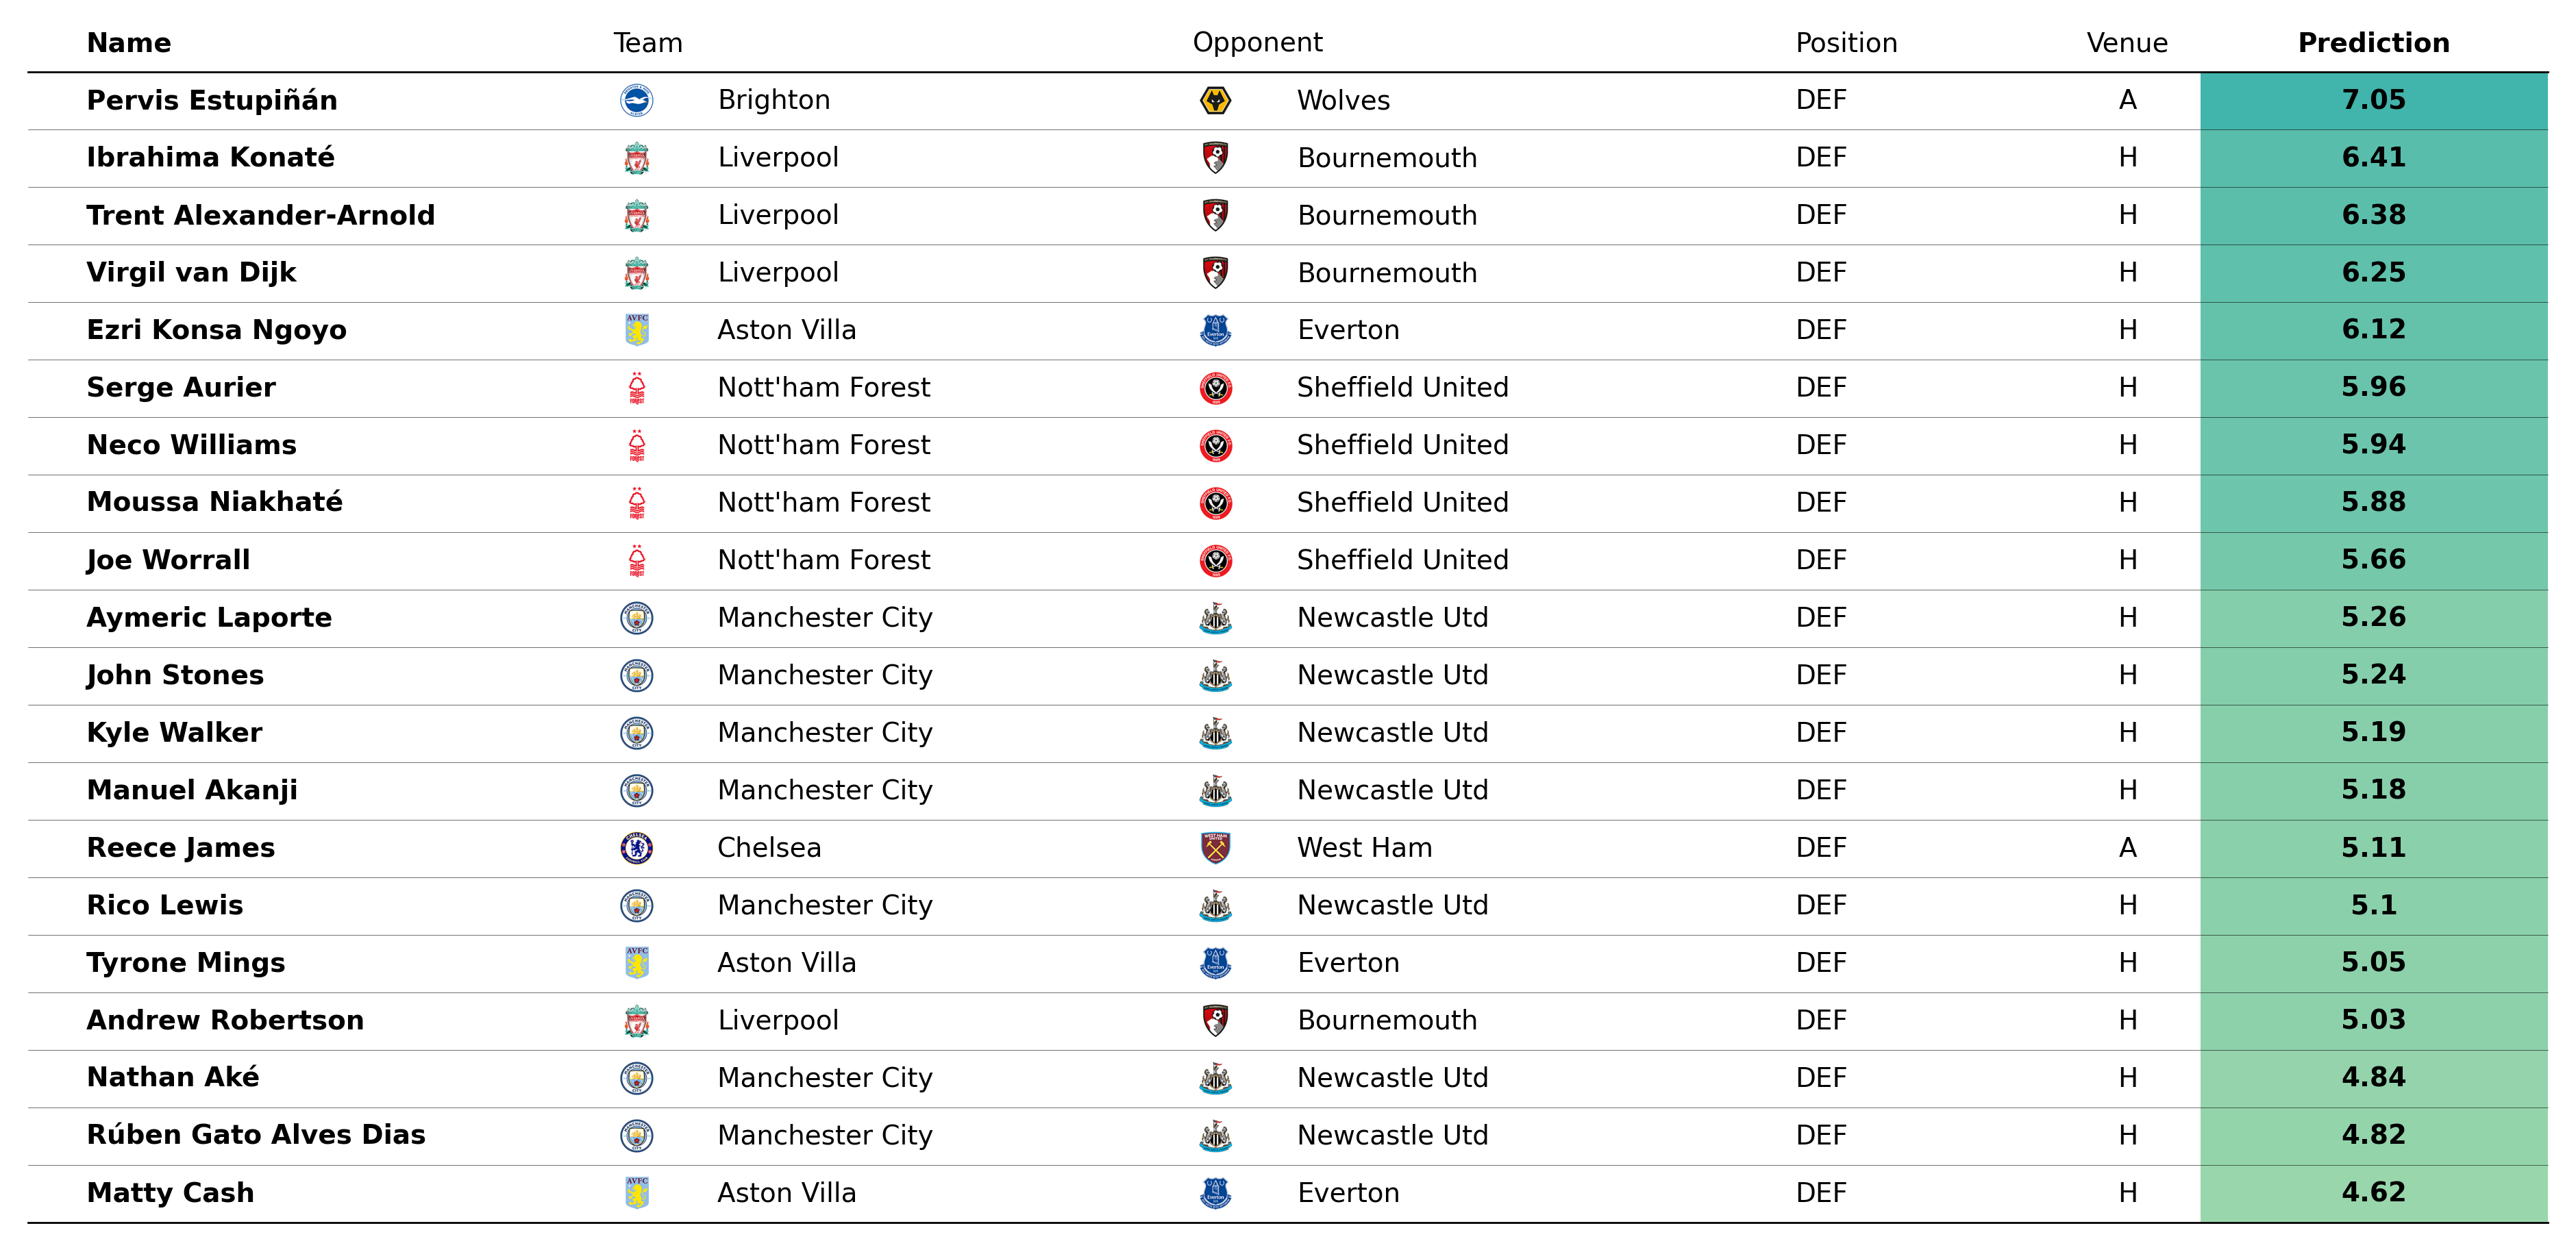 Name Team Opponent Position Venue Prediction
Pervis Estupiñán Brighton Wolves DEF A 7.05
Ibrahima Konaté Liverpool Bournemouth DEF H 6.41
Trent Alexander-Arnold Liverpool Bournemouth DEF H 6.38
Virgil van Dijk Liverpool Bournemouth DEF H 6.25
Ezri Konsa Ngoyo Aston Villa Everton DEF H 6.12
Serge Aurier Nott'ham Forest Sheffield United DEF H 5.96
Neco Williams Nott'ham Forest Sheffield United DEF H 5.94
Moussa Niakhaté Nott'ham Forest Sheffield United DEF H 5.88
Joe Worrall Nott'ham Forest Sheffield United DEF H 5.66
Aymeric Laporte Manchester City Newcastle Utd DEF H 5.26
John Stones Manchester City Newcastle Utd DEF H 5.24
Kyle Walker Manchester City Newcastle Utd DEF H 5.19
Manuel Akanji Manchester City Newcastle Utd DEF H 5.18
Reece James Chelsea West Ham DEF A 5.11
Rico Lewis Manchester City Newcastle Utd DEF H 5.1
Tyrone Mings Aston Villa Everton DEF H 5.05
Andrew Robertson Liverpool Bournemouth DEF H 5.03
Nathan Aké Manchester City Newcastle Utd DEF H 4.84
Rúben Gato Alves Dias Manchester City Newcastle Utd DEF H 4.82
Matty Cash Aston Villa Everton DEF H 4.62